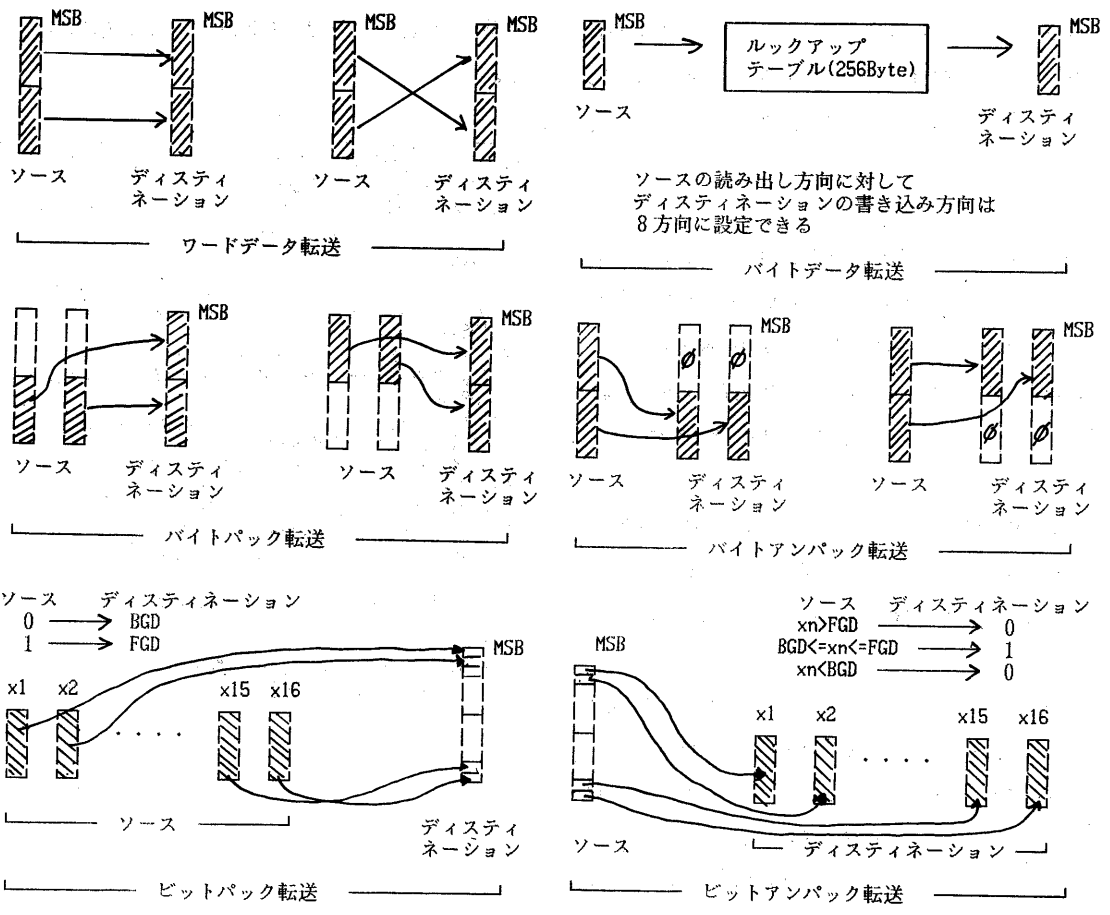 MSB
MSB
ソース
ディスティ
ネーション
MSB
MSB
ソース
ディスティ
ネーション
ワードデータ転送
MSB
ルックアップ
テーブル(256Byte)
MSB
ソース
ディスティ
ネーション
ソースの読み出し方向に対して
ディスティネーションの書き込み方向は
8方向に設定できる
バイトデータ転送
MSB
ソース
ディスティ
ネーション
MSB
ソース
ディスティ
ネーション
バイトパック転送
Ø
Ø
MSB
ソース
ディスティ
ネーション
MSB
Ø
Ø
ソース
ディスティ
ネーション
バイトアンパック転送
ソース ディスティネーション
0 BGD
1 FGD
MSB
x1 x2 ···· x15 x16
ソース
ディスティ
ネーション
ビットパック転送
ソース ディスティネーション
xn>FGD 0
BGD<=xn<=FGD 1
xn<BGD 0
MSB
x1 x2 ···· x15 x16
ソース
ディスティネーション
ビットアンパック転送